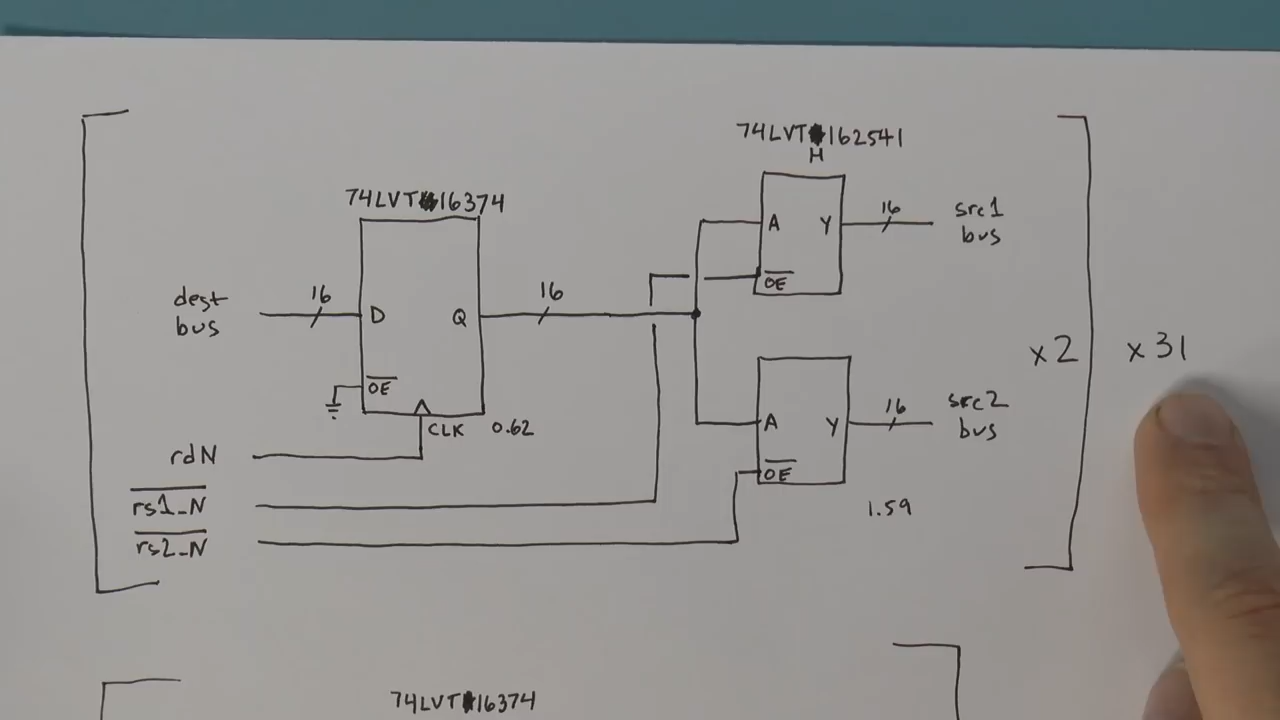 74LVT162541
H
74LVT16374
16
src1
bus
A
Y
OE
dest
bus
16
D
Q
16
x2
x31
OE
CLK
0.62
A
Y
16
src2
bus
OE
rdN
rs1_N
rs2_N
1.59
74LVT16374